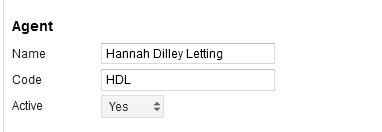 Agent
Name Hannah Dilley Letting
Code HDL
Active Yes